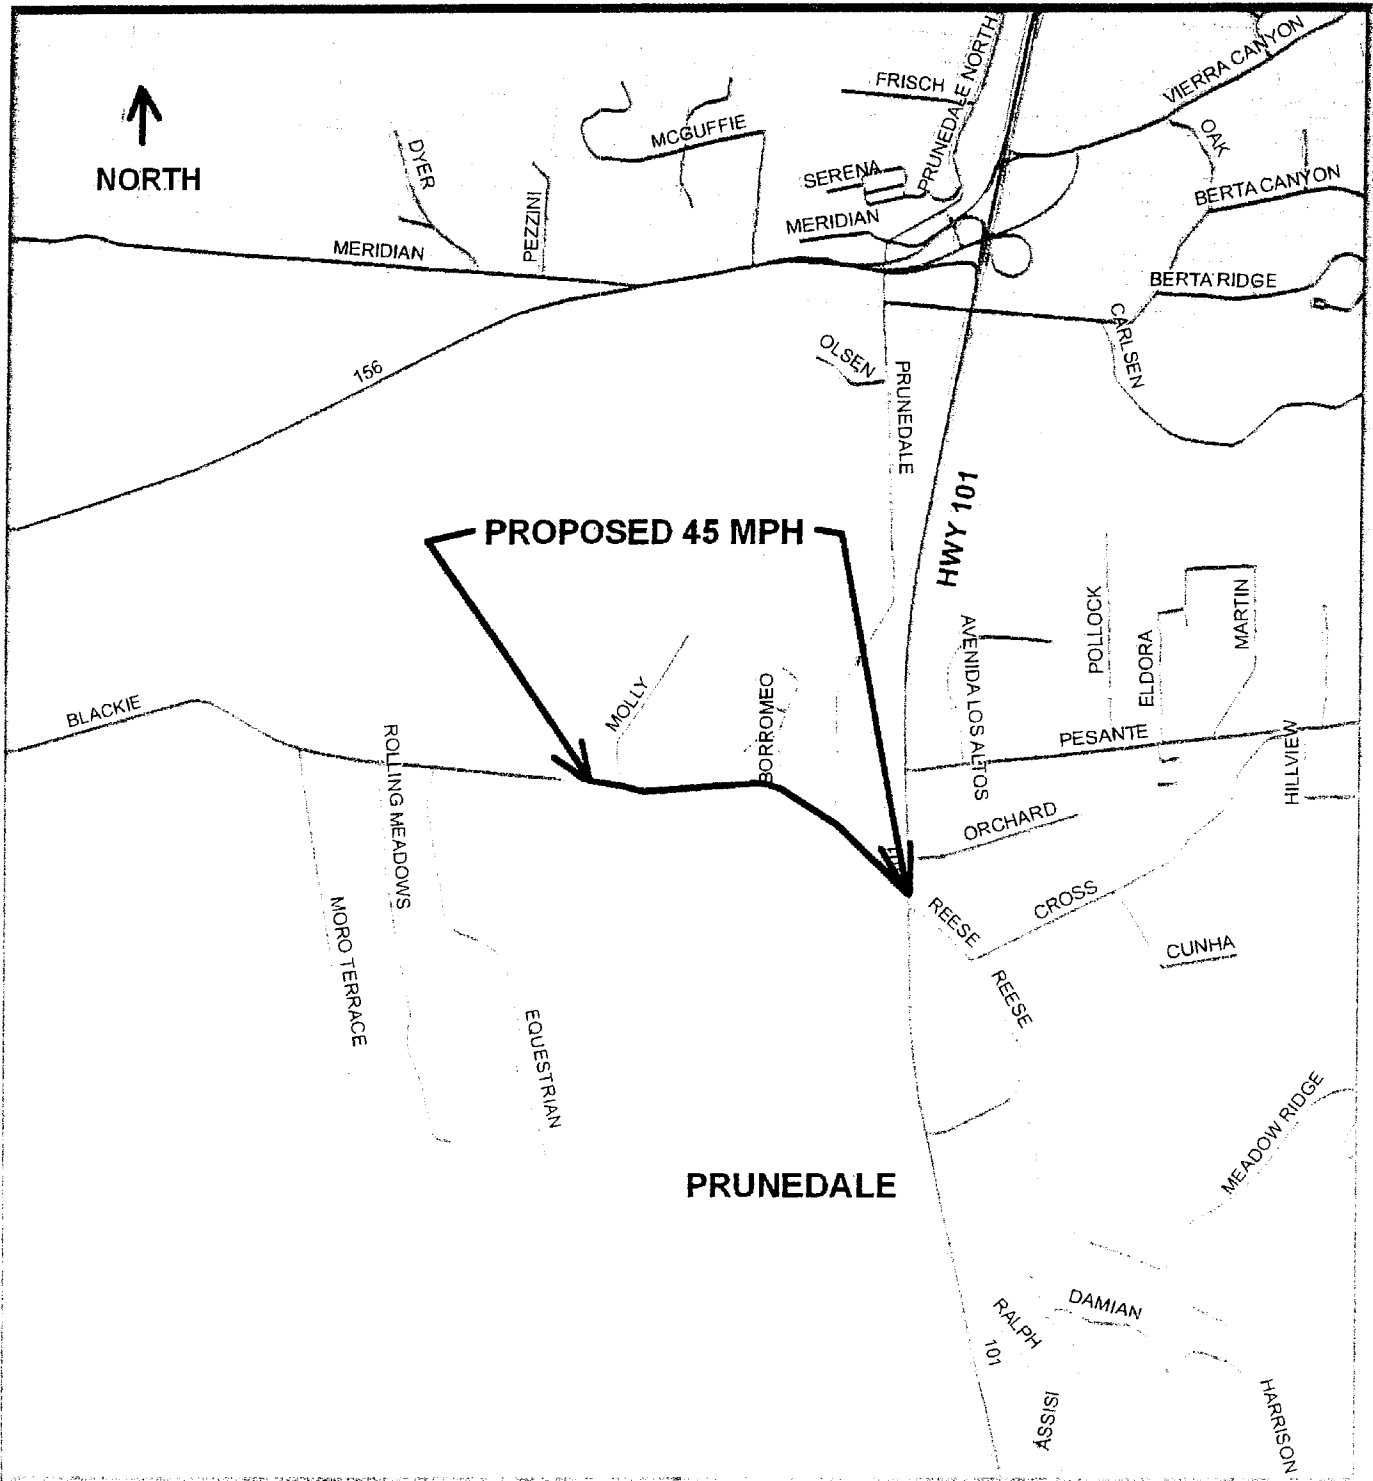 PRUNEDALE NORTH
VIERRA CANYON
FRISCH
NORTH
DYER
MCGUFFIE
OAK
PEZZINI
SERENA
BERTA CANYON
MERIDIAN
MERIDIAN
BERTA RIDGE
CARLSEN
OLSEN
156
PRUNEDALE
HWY 101
PROPOSED 45 MPH
POLLOCK
MARTIN
AVENIDA LOS ALTOS
ELDORA
MOLLY
BORROMEO
BLACKIE
ROLLING MEADOWS
PESANTE
HILLVIEW
ORCHARD
MORO TERRACE
REESE
CROSS
CUNHA
REESE
EQUESTRIAN
MEADOW RIDGE
PRUNEDALE
RALPH
DAMIAN
101
ASSISI
HARRISON